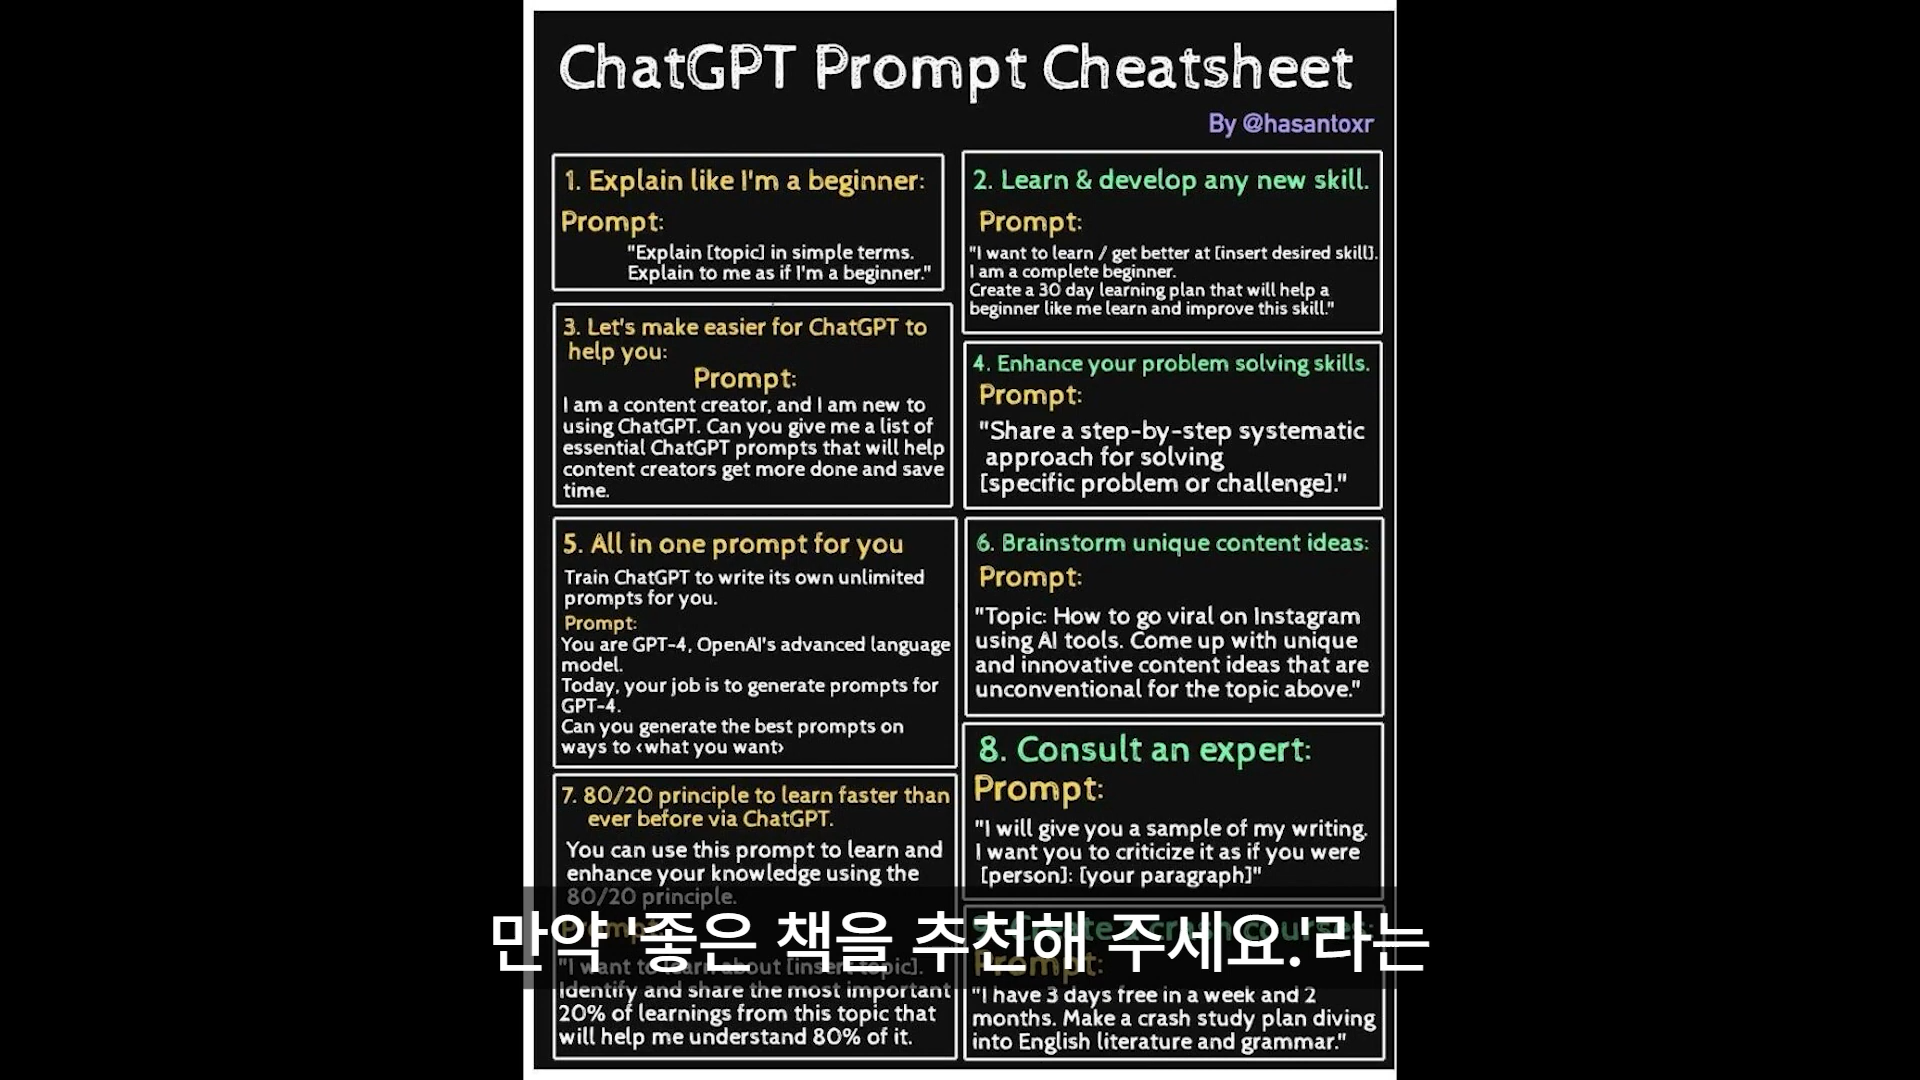 ChatGPT Prompt Cheatsheet
By @hasantoxr
1. Explain like I'm a beginner:
Prompt:
"Explain [topic] in simple terms.
Explain to me as if I'm a beginner."
2. Learn & develop any new skill.
Prompt:
"I want to learn / get better at [insert desired skill].
I am a complete beginner.
Create a 30 day learning plan that will help a
beginner like me learn and improve this skill."
3. Let's make easier for ChatGPT to
help you:
Prompt:
I am a content creator, and I am new to
using ChatGPT. Can you give me a list of
essential ChatGPT prompts that will help
content creators get more done and save
time.
4. Enhance your problem solving skills.
Prompt:
"Share a step-by-step systematic
approach for solving
[specific problem or challenge]."
5. All in one prompt for you
Train ChatGPT to write its own unlimited
prompts for you.
Prompt:
You are GPT-4, OpenAI's advanced language
model.
Today, your job is to generate prompts for
GPT-4.
Can you generate the best prompts on
ways to <what you want>
6. Brainstorm unique content ideas:
Prompt:
"Topic: How to go viral on Instagram
using AI tools. Come up with unique
and innovative content ideas that are
unconventional for the topic above."
7. 80/20 principle to learn faster than
ever before via ChatGPT.
You can use this prompt to learn and
enhance your knowledge using the
80/20 principle.
Prompt:
"I want to learn about [insert topic].
Identify and share the most important
20% of learnings from this topic that
will help me understand 80% of it."
8. Consult an expert:
Prompt:
"I will give you a sample of my writing.
I want you to criticize it as if you were
[person]: [your paragraph]"
9. Create a crash course:
Prompt:
"I have 3 days free in a week and 2
months. Make a crash study plan diving
into English literature and grammar."
만약 '좋은 책을 추천해 주세요.'라는